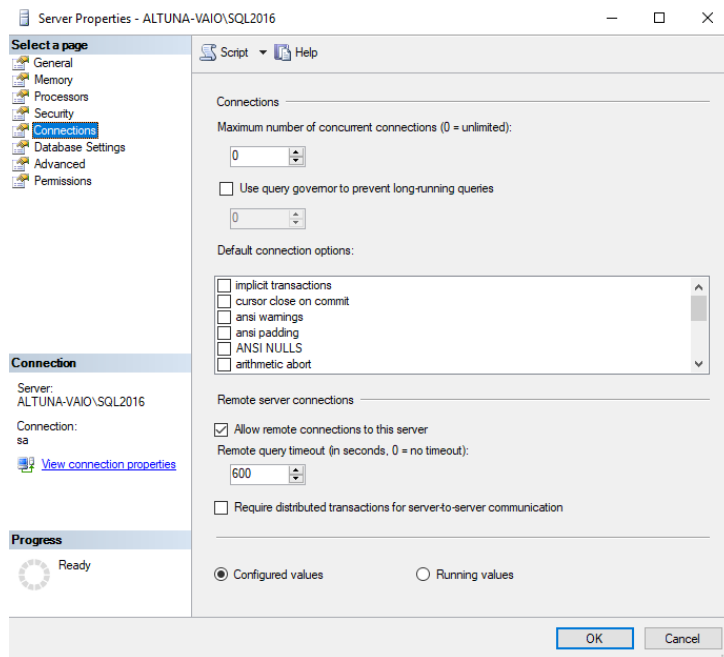 Server Properties - ALTUNA-VAIO\SQL2016
Select a page
General
Memory
Processors
Security
Connections
Database Settings
Advanced
Permissions
Connection
Server:
ALTUNA-VAIO\SQL2016
Connection:
sa
View connection properties
Progress
Ready
Script Help
Connections
Maximum number of concurrent connections (0 = unlimited):
0
Use query governor to prevent long-running queries
0
Default connection options:
implicit transactions
cursor close on commit
ansi warnings
ansi padding
ANSI NULLS
arithmetic abort
Remote server connections
Allow remote connections to this server
Remote query timeout (in seconds, 0 = no timeout):
600
Require distributed transactions for server-to-server communication
Configured values Running values
OK Cancel